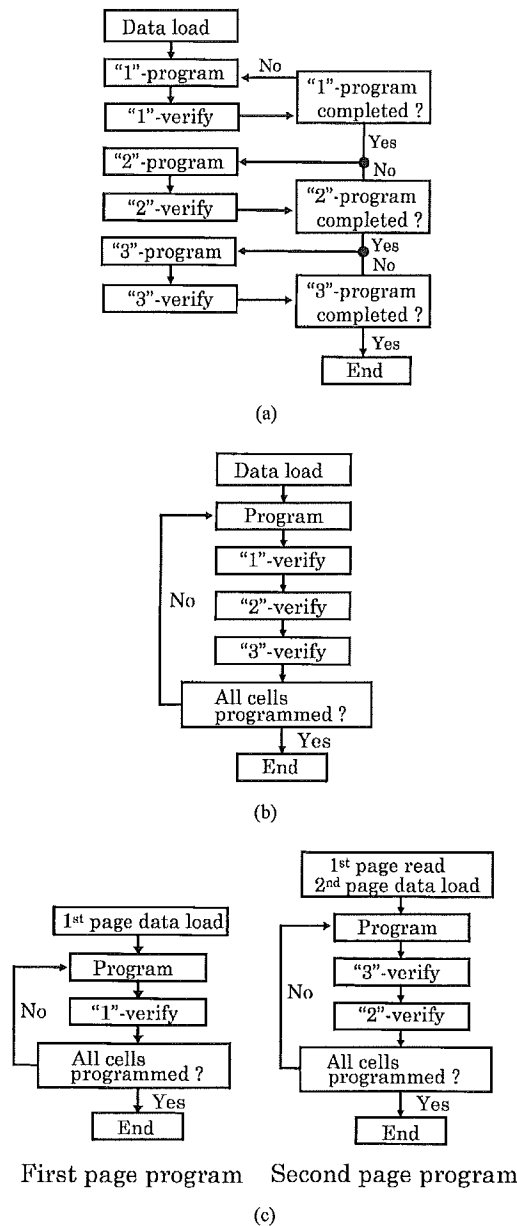 Data load
“1”-program
No
“1”-program
completed ?
“1”-verify
Yes
“2”-program
No
“2”-program
completed ?
“2”-verify
Yes
“3”-program
No
“3”-program
completed ?
“3”-verify
Yes
End
(a)
Data load
Program
“1”-verify
No
“2”-verify
“3”-verify
All cells
programmed ?
Yes
End
(b)
1st page data load
Program
No
“1”-verify
All cells
programmed ?
Yes
End
First page program
1st page read
2nd page data load
Program
“3”-verify
No
“2”-verify
All cells
programmed ?
Yes
End
Second page program
(c)